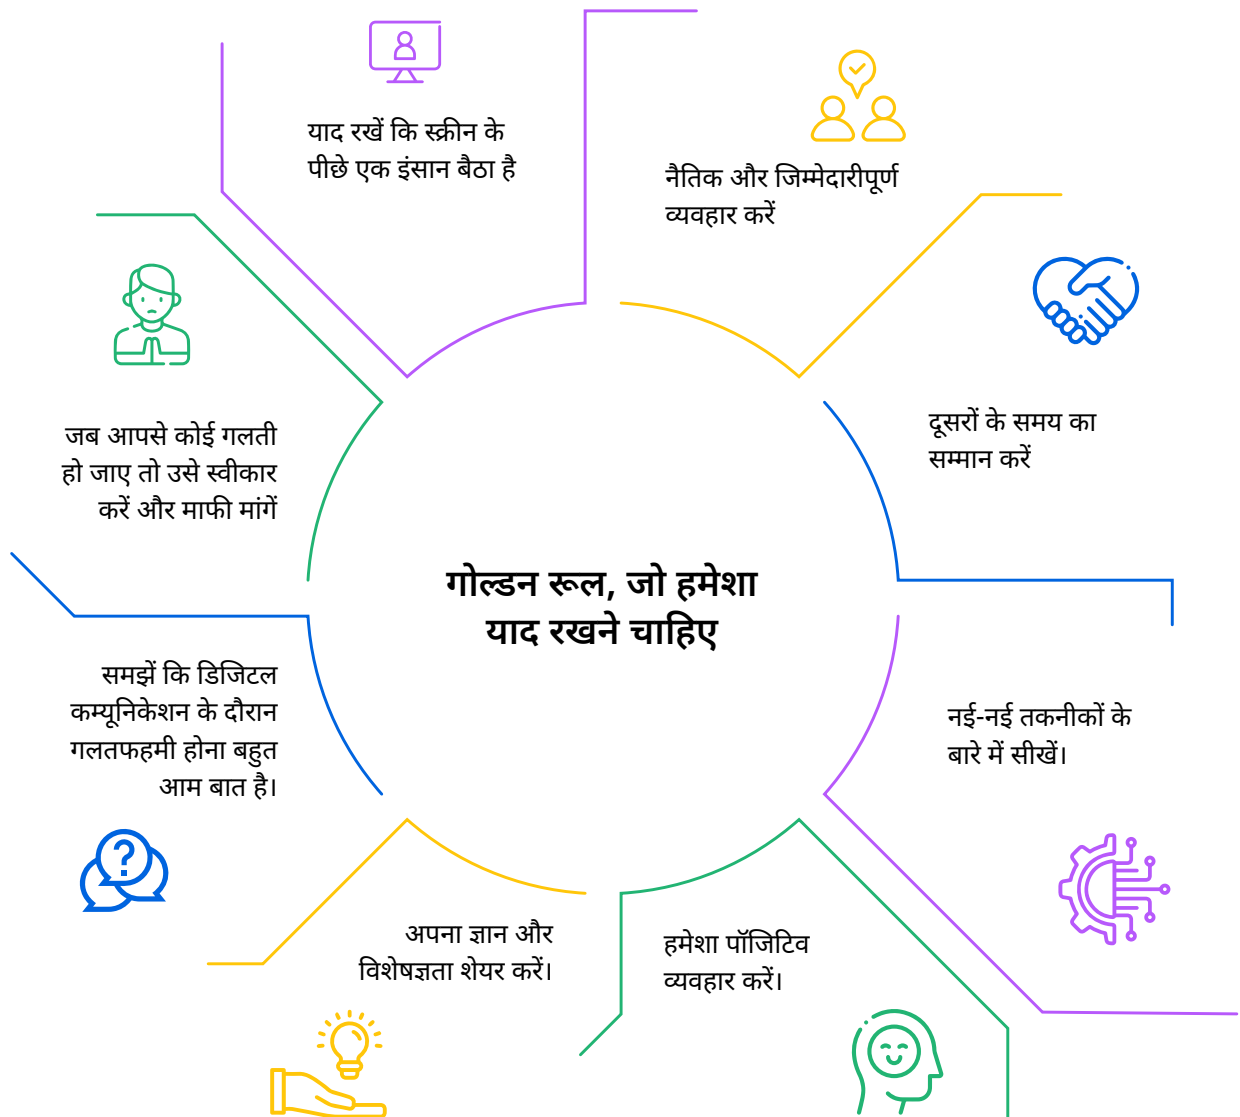 याद रखें कि स्क्रीन के
पीछे एक इंसान बैठा है
नैतिक और जिम्मेदारीपूर्ण
व्यवहार करें
दूसरों के समय का
सम्मान करें
जब आपसे कोई गलती
हो जाए तो उसे स्वीकार
करें और माफी मांगें
गोल्डन रूल, जो हमेशा
याद रखने चाहिए
समझें कि डिजिटल
कम्यूनिकेशन के दौरान
गलतफहमी होना बहुत
आम बात है।
नई-नई तकनीकों के
बारे में सीखें।
अपना ज्ञान और
विशेषज्ञता शेयर करें।
हमेशा पॉजिटिव
व्यवहार करें।